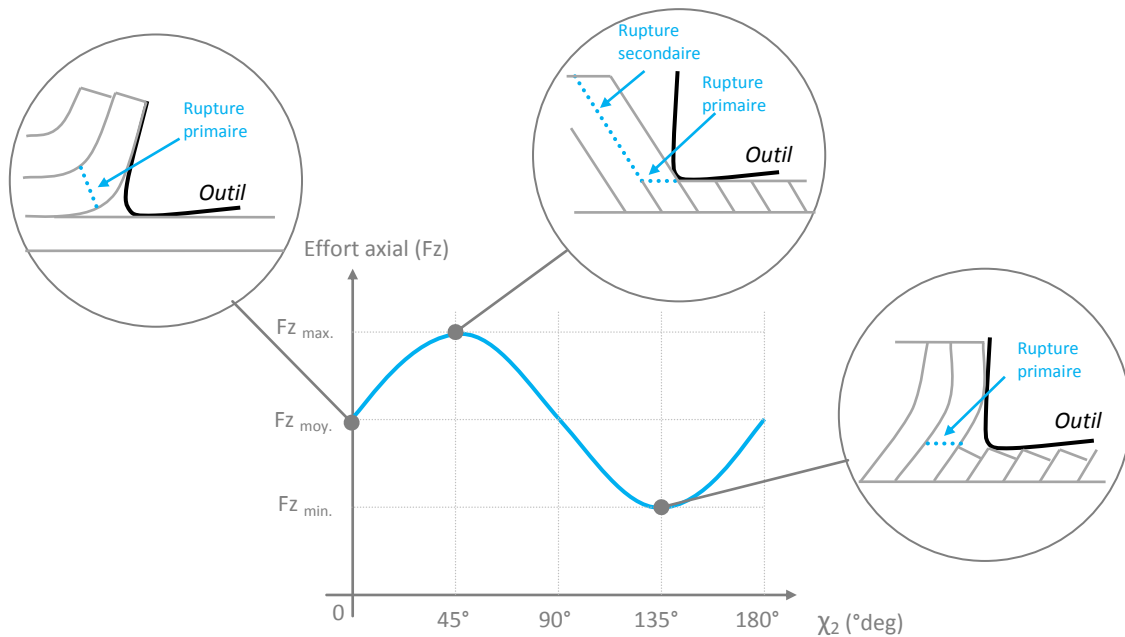 Rupture
secondaire
Rupture
primaire
Outil
Rupture
primaire
Outil
Effort axial (Fz)
Fz max.
Rupture
primaire
Outil
Fz moy.
Fz min.
0
45°
90°
135°
180°
χ2 (°deg)